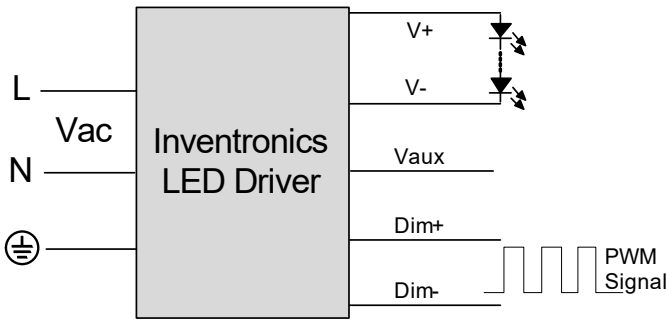 V+
L
V-
Vac
Inventronics
LED Driver
Vaux
N
Dim+
PWM
Signal
Dim-